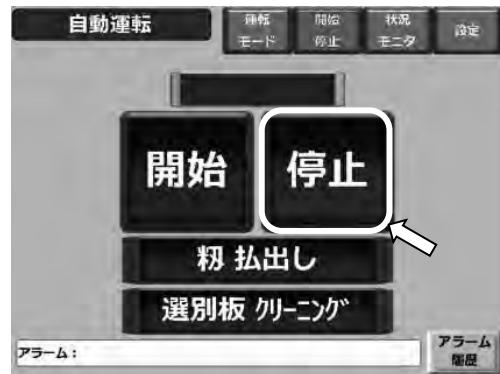 自動運転
運転
モード
開始
停止
状況
モニタ
設定
開始
停止
籾 払出し
選別板 クリーニング
アラーム：
アラーム
履歴